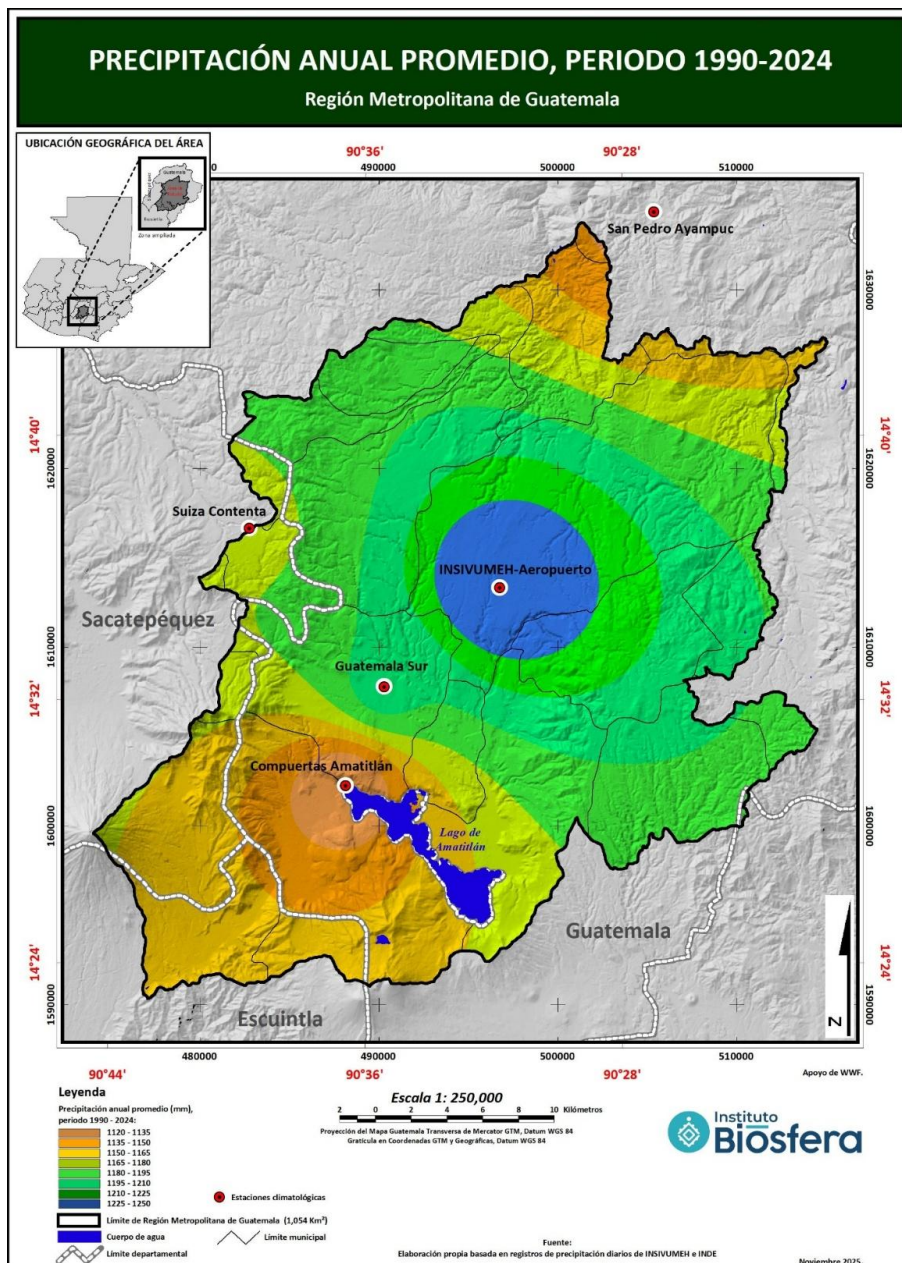 PRECIPITACIÓN ANUAL PROMEDIO, PERIODO 1990-2024
Región Metropolitana de Guatemala
UBICACIÓN GEOGRÁFICA DEL ÁREA
Guatemala
Escuintla
Zona ampliada
90°36'
90°28'
490000
500000
510000
San Pedro Ayampuc
1630000
14°40'
14°40'
1620000
1620000
Suiza Contenta
INSIVUMEH-Aeropuerto
Sacatepéquez
1610000
1610000
Guatemala Sur
14°32'
14°32'
Compuertas Amatitlán
Lago de
Amatitlán
1600000
1600000
Guatemala
14°24'
14°24'
Escuintla
1590000
1590000
Z
480000
490000
500000
510000
90°44'
90°36'
90°28'
Apoyo de WWF.
Leyenda
Precipitación anual promedio (mm),
periodo 1990 - 2024:
1120 - 1135
1135 - 1150
1150 - 1165
1165 - 1180
1180 - 1195
1195 - 1210
1210 - 1225
1225 - 1250
Estaciones climatológicas
Límite de Región Metropolitana de Guatemala (1,054 Km²)
Cuerpo de agua
Límite municipal
Límite departamental
Escala 1: 250,000
2 0 2 4 6 8 10 Kilómetros
Proyección del Mapa Guatemala Transversa de Mercator GTM, Datum WGS 84
Gratícula en Coordenadas GTM y Geográficas, Datum WGS 84
Instituto
Biósfera
Fuente:
Elaboración propia basada en registros de precipitación diarios de INSIVUMEH e INDE
Noviembre 2025